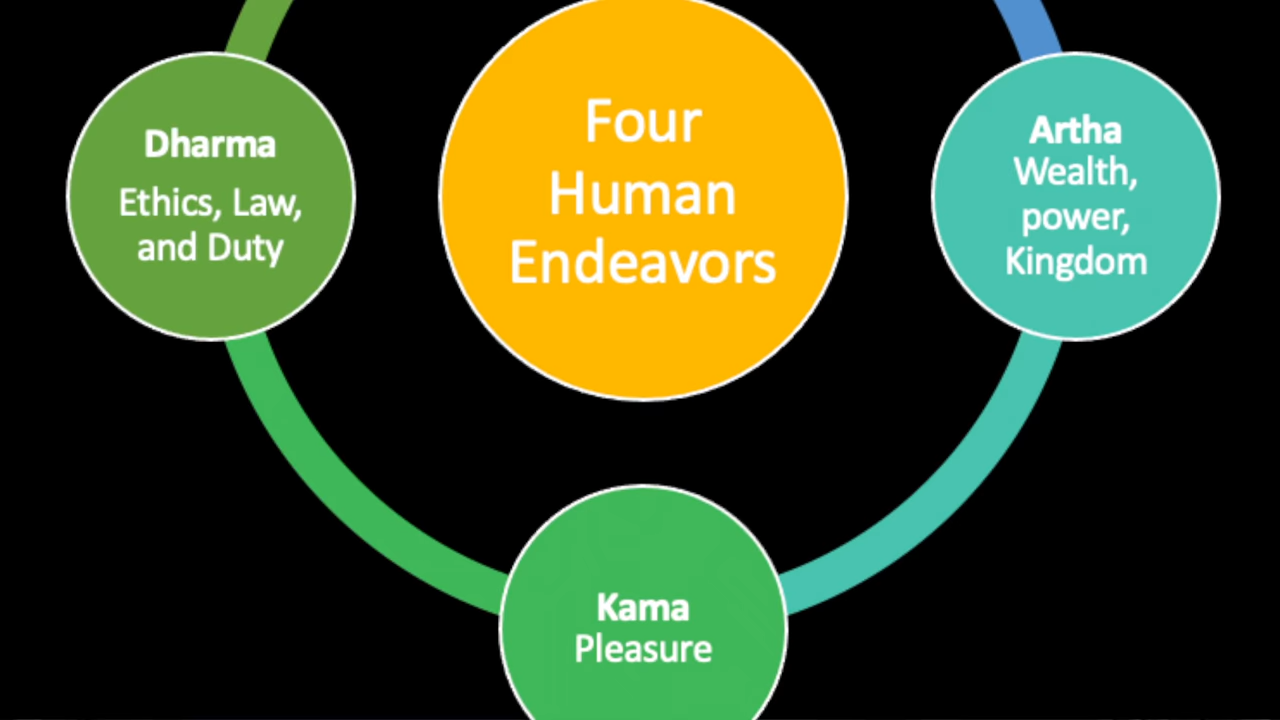 Dharma
Ethics, Law,
and Duty
Four
Human
Endeavors
Artha
Wealth,
power,
Kingdom
Kama
Pleasure